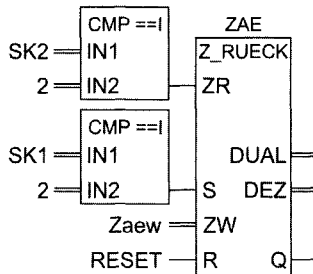 CMP ==I
ZAE
SK2 IN1
Z_RUECK
2 IN2
ZR
CMP ==I
SK1 IN1
DUAL
2 IN2
S
DEZ
Zaew ZW
RESET R
Q